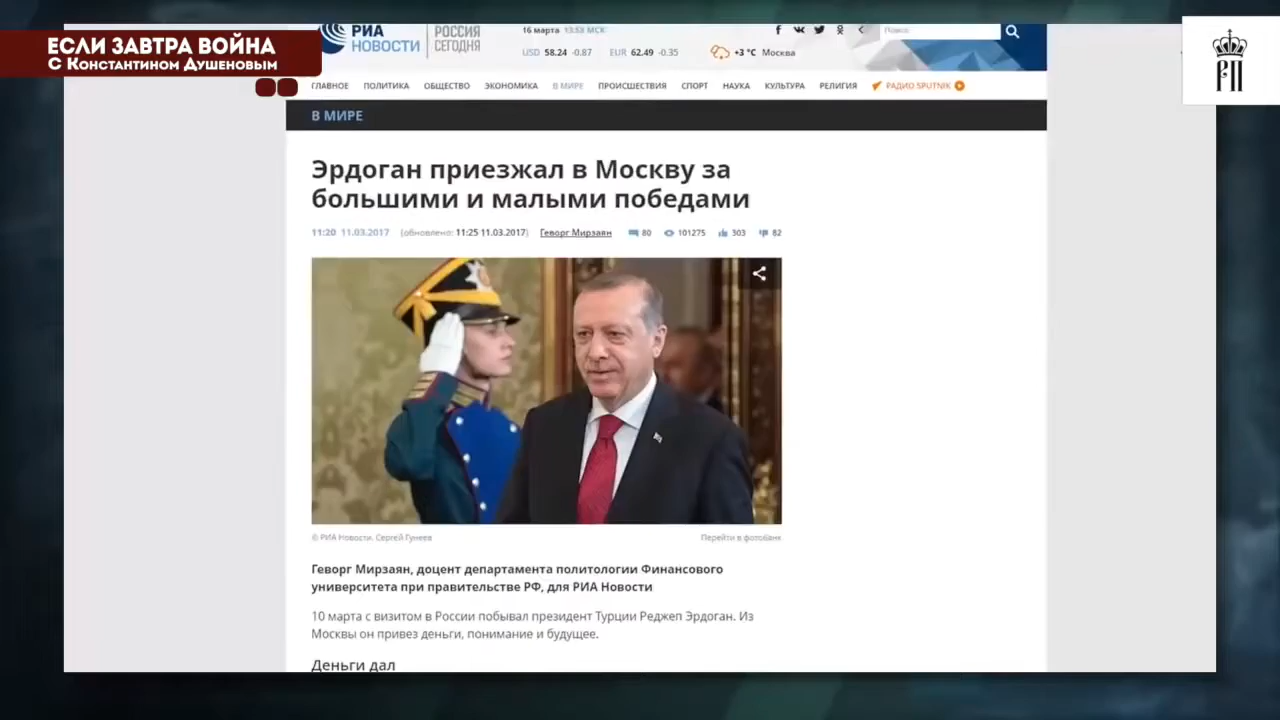 ЕСЛИ ЗАВТРА ВОЙНА
С КОНСТАНТИНОМ ДУШЕНОВЫМ
РИА
НОВОСТИ
РОССИЯ
СЕГОДНЯ
16 марта 13:58 МСК
Поиск
USD 58.24 -0.87 EUR 62.49 -0.35 +3 °C Москва
РП
ГЛАВНОЕ ПОЛИТИКА ОБЩЕСТВО ЭКОНОМИКА В МИРЕ ПРОИСШЕСТВИЯ СПОРТ НАУКА КУЛЬТУРА РЕЛИГИЯ РАДИО SPUTNIK
В МИРЕ
Эрдоган приезжал в Москву за
большими и малыми победами
11:20 11.03.2017 (обновлено: 11:25 11.03.2017) Геворг Мирзаян 80 101275 303 82
© РИА Новости. Сергей Гунеев
Перейти в фотобанк
Геворг Мирзаян, доцент департамента политологии Финансового
университета при правительстве РФ, для РИА Новости
10 марта с визитом в России побывал президент Турции Реджеп Эрдоган. Из
Москвы он привез деньги, понимание и будущее.
Деньги дал